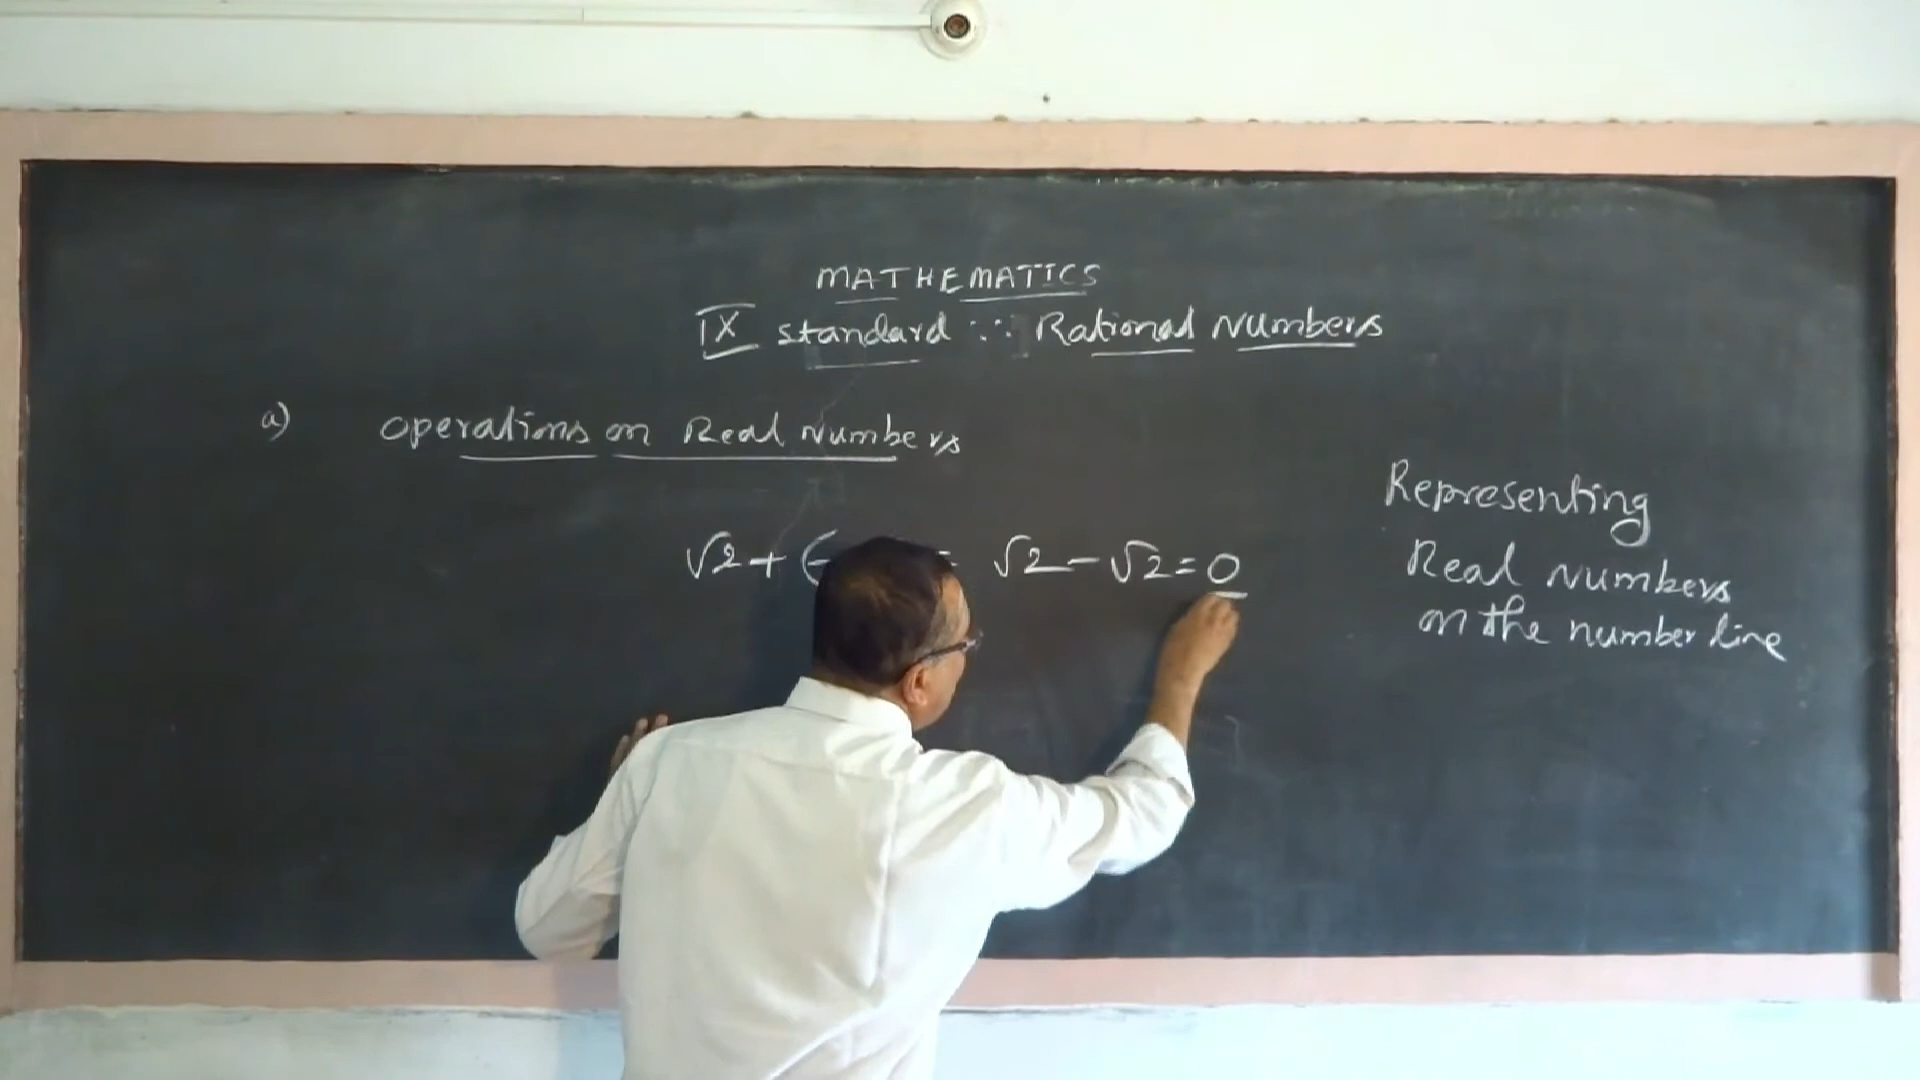 MATHEMATICS
IX standard ∴∵ Rational Numbers
a) operations on Real Numbers
√2 + (- = √2 - √2 = 0
Representing
Real Numbers
on the number line